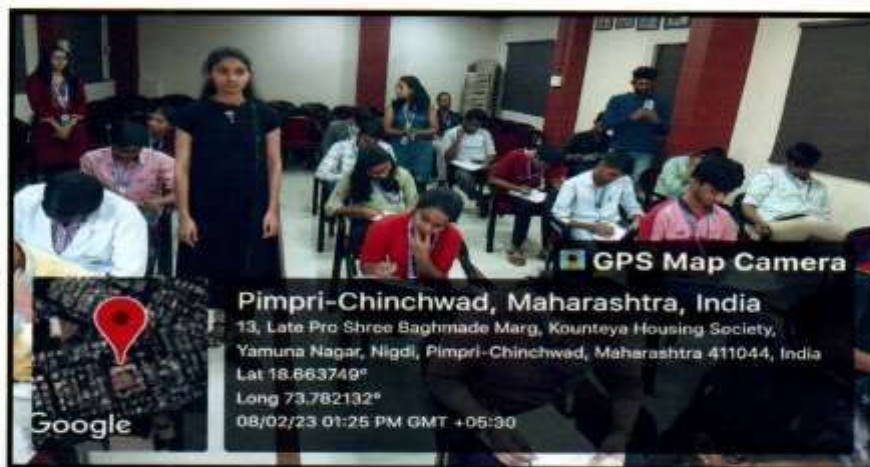 GPS Map Camera
Pimpri-Chinchwad, Maharashtra, India
13, Late Pro Shree Baghmade Marg, Kounteya Housing Society,
Yamuna Nagar, Nigdi, Pimpri-Chinchwad, Maharashtra 411044, India
Lat 18.663749°
Long 73.782132°
08/02/23 01:25 PM GMT +05:30
Google